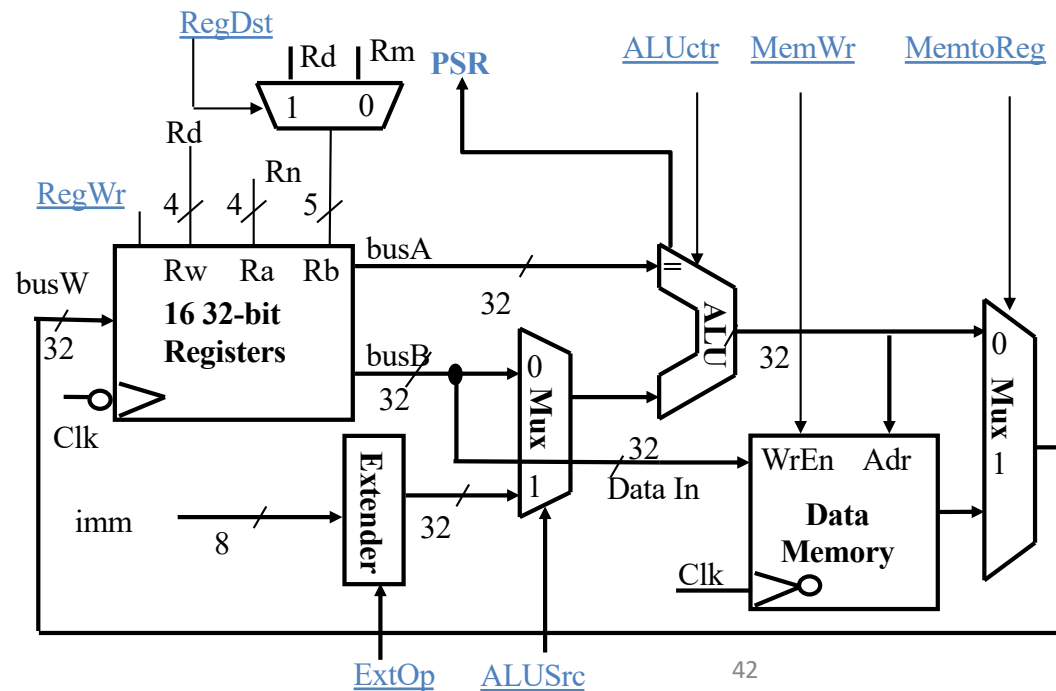 RegDst
Rd Rm
PSR
ALUctr MemWr MemtoReg
1 0
Rd
Rn
RegWr
4 4 5
busA
Rw Ra Rb
=
busW
32
16 32-bit
Registers
32
ALU
0
32
busB
32
0
Mux
1
Mux
1
Clk
Extender
32
Data In
WrEn Adr
imm
8
32
Data
Memory
Clk
ExtOp ALUSrc
42